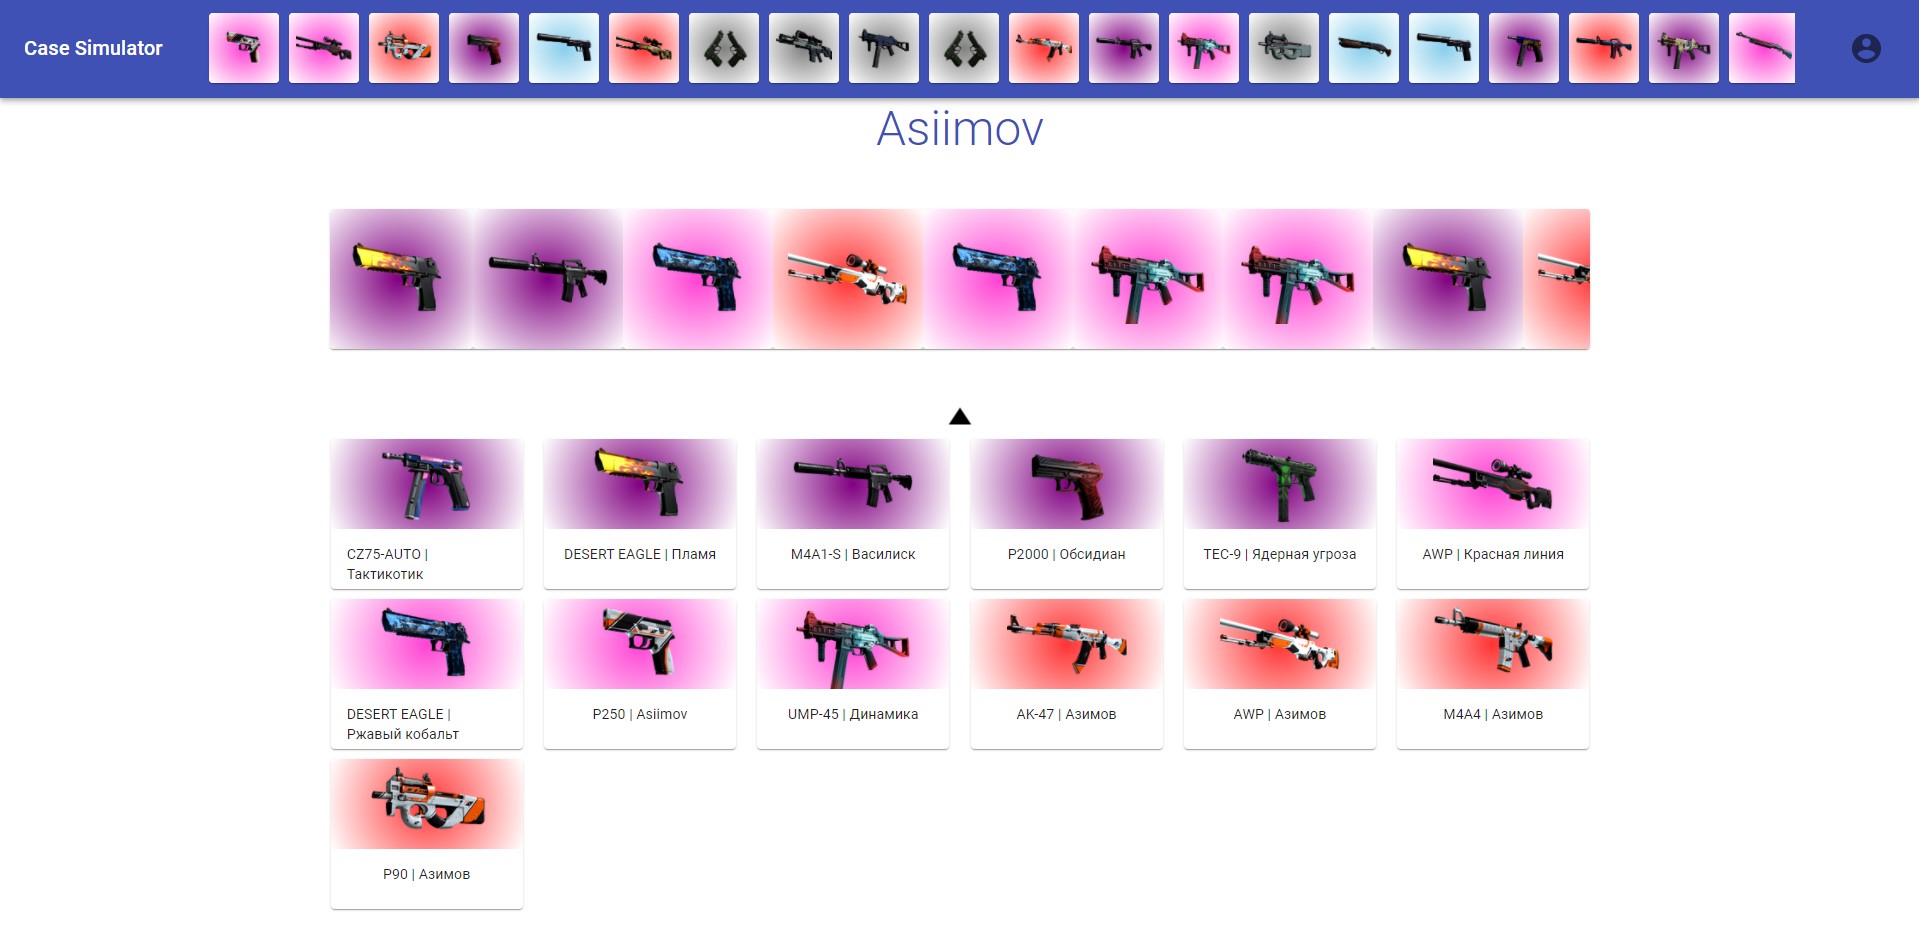 Case Simulator
Asiimov
CZ75-AUTO |
Тактикотик
DESERT EAGLE | Пламя
M4A1-S | Василиск
P2000 | Обсидиан
TEC-9 | Ядерная угроза
AWP | Красная линия
DESERT EAGLE |
Ржавый кобальт
P250 | Asiimov
UMP-45 | Динамика
AK-47 | Азимов
AWP | Азимов
M4A4 | Азимов
P90 | Азимов